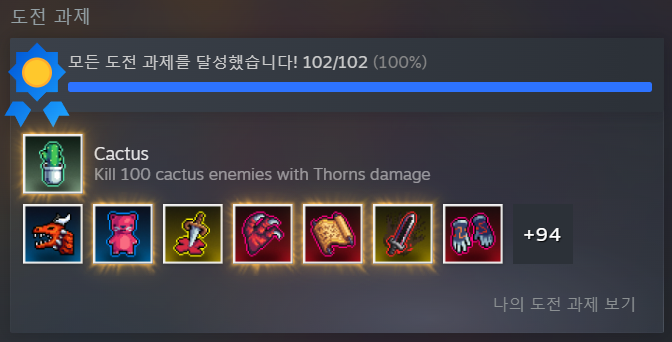 도전 과제
모든 도전 과제를 달성했습니다! 102/102 (100%)
Cactus
Kill 100 cactus enemies with Thorns damage
+94
나의 도전 과제 보기